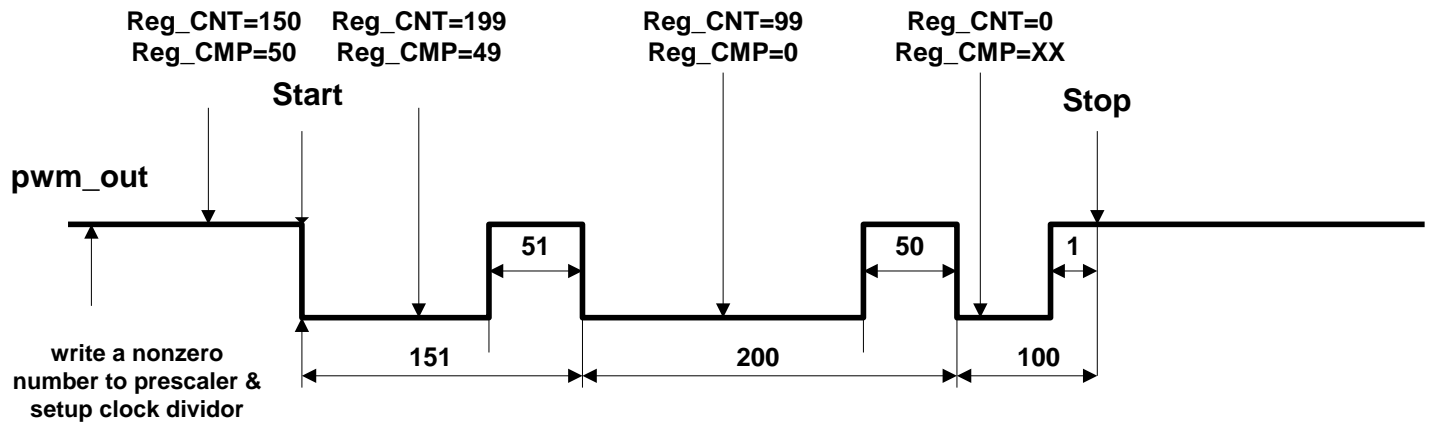 Reg_CNT=150
Reg_CMP=50
Reg_CNT=199
Reg_CMP=49
Reg_CNT=99
Reg_CMP=0
Reg_CNT=0
Reg_CMP=XX
Start
Stop
pwm_out
51
50
1
151
200
100
write a nonzero
number to prescaler &
setup clock dividor